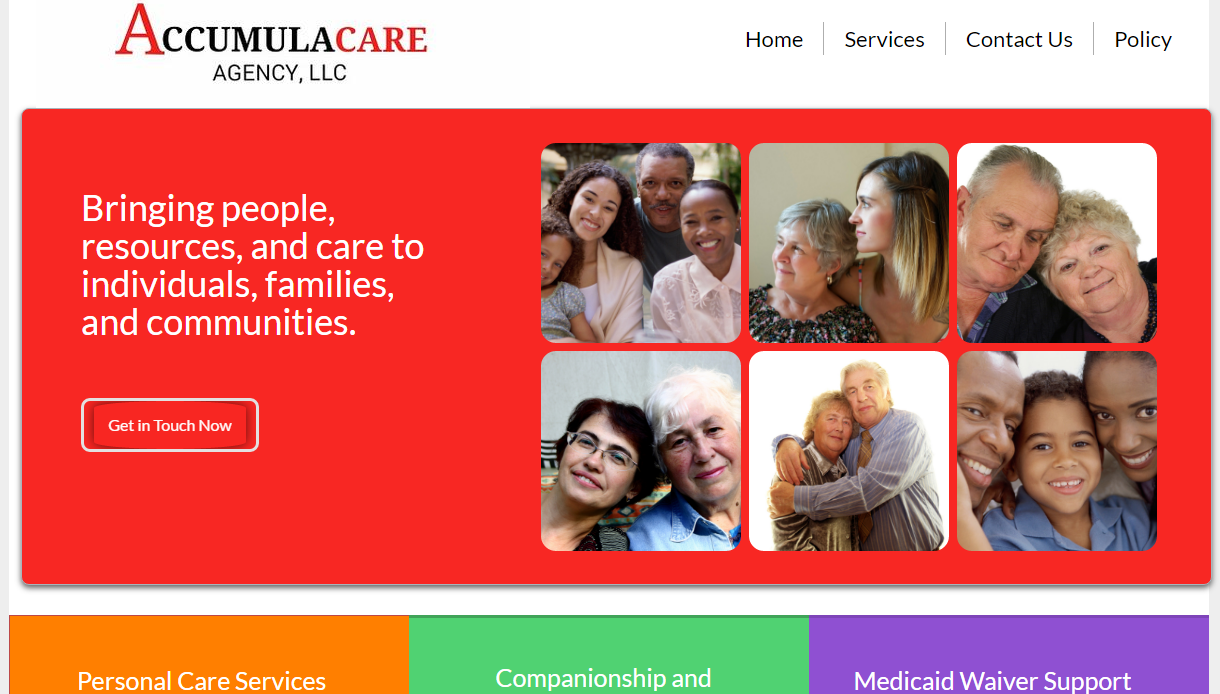 ACCUMULACARE
AGENCY, LLC
Home
Services
Contact Us
Policy
Bringing people,
resources, and care to
individuals, families,
and communities.
Get in Touch Now
Personal Care Services
Companionship and
Medicaid Waiver Support